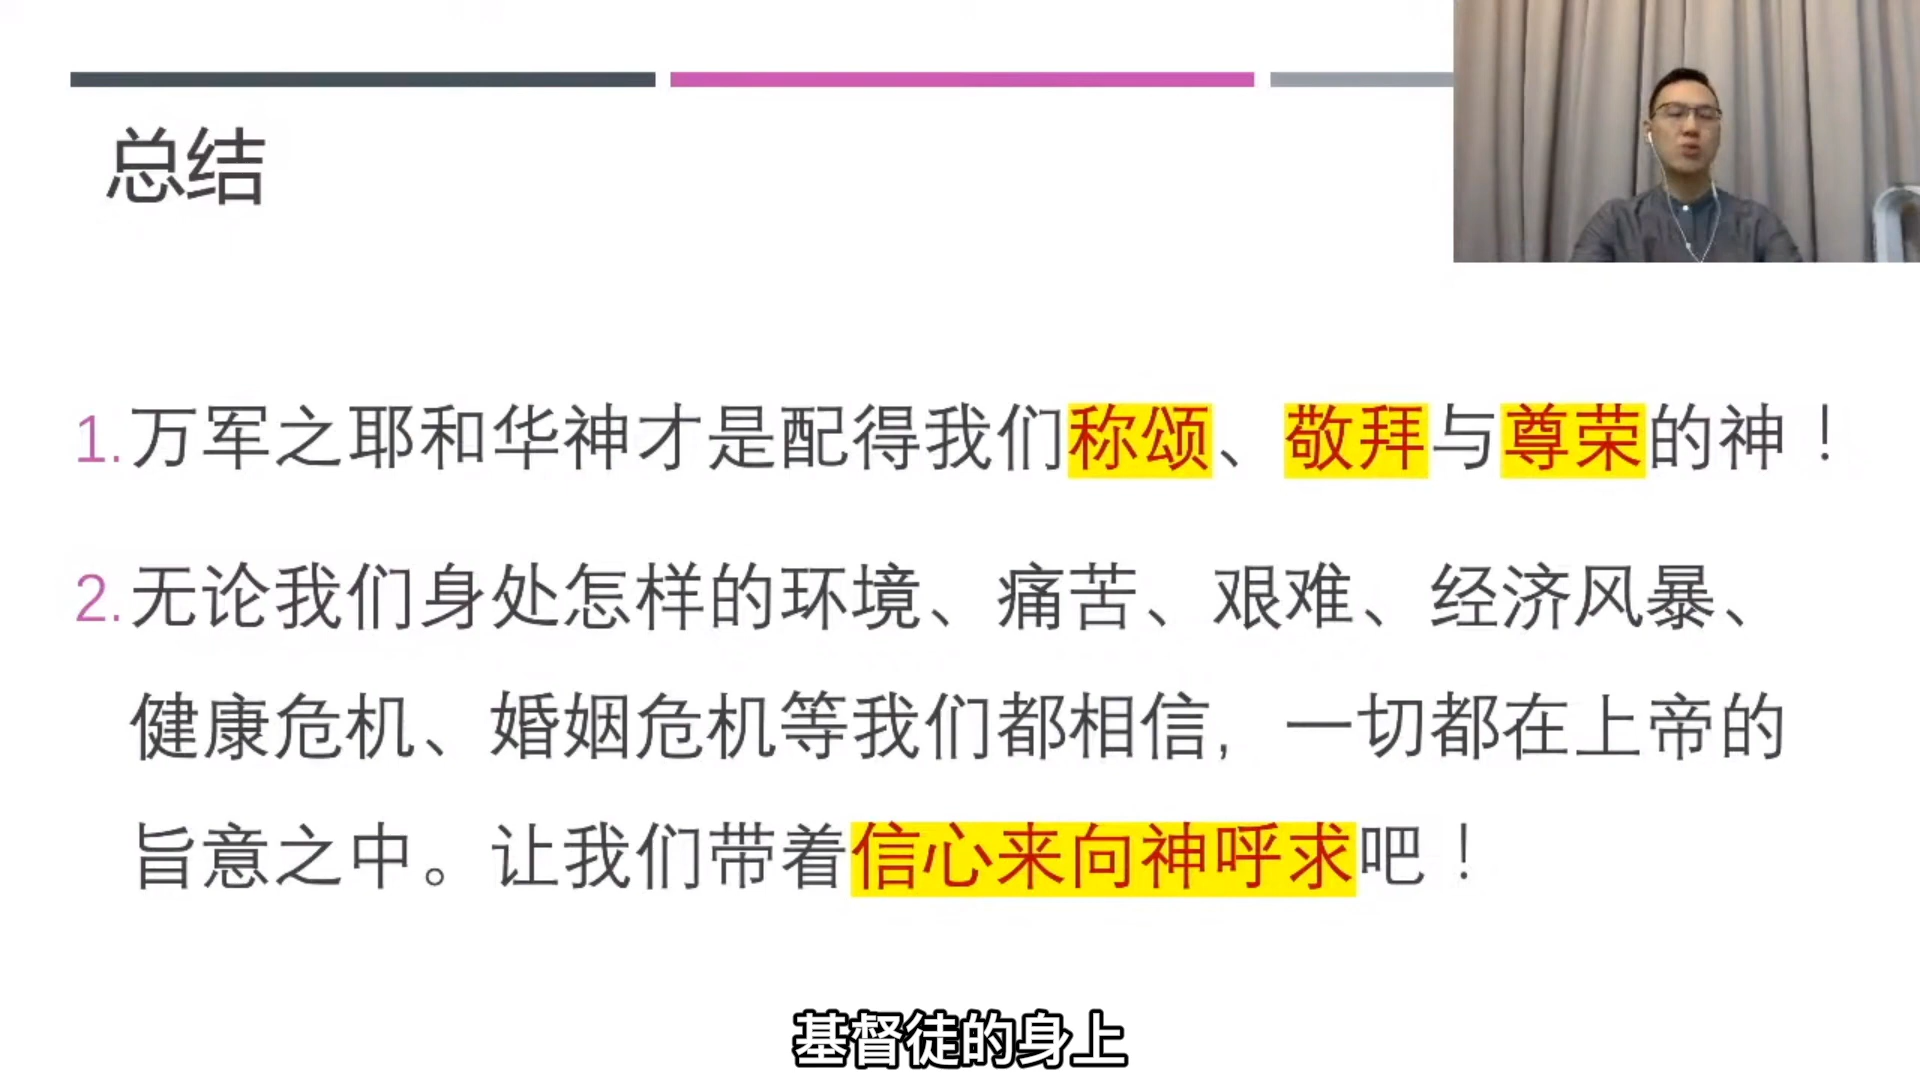 总结
1.万军之耶和华神才是配得我们称颂、敬拜与尊荣的神！
2.无论我们身处怎样的环境、痛苦、艰难、经济风暴、
健康危机、婚姻危机等我们都相信，一切都在上帝的
旨意之中。让我们带着信心来向神呼求吧！
基督徒的身上